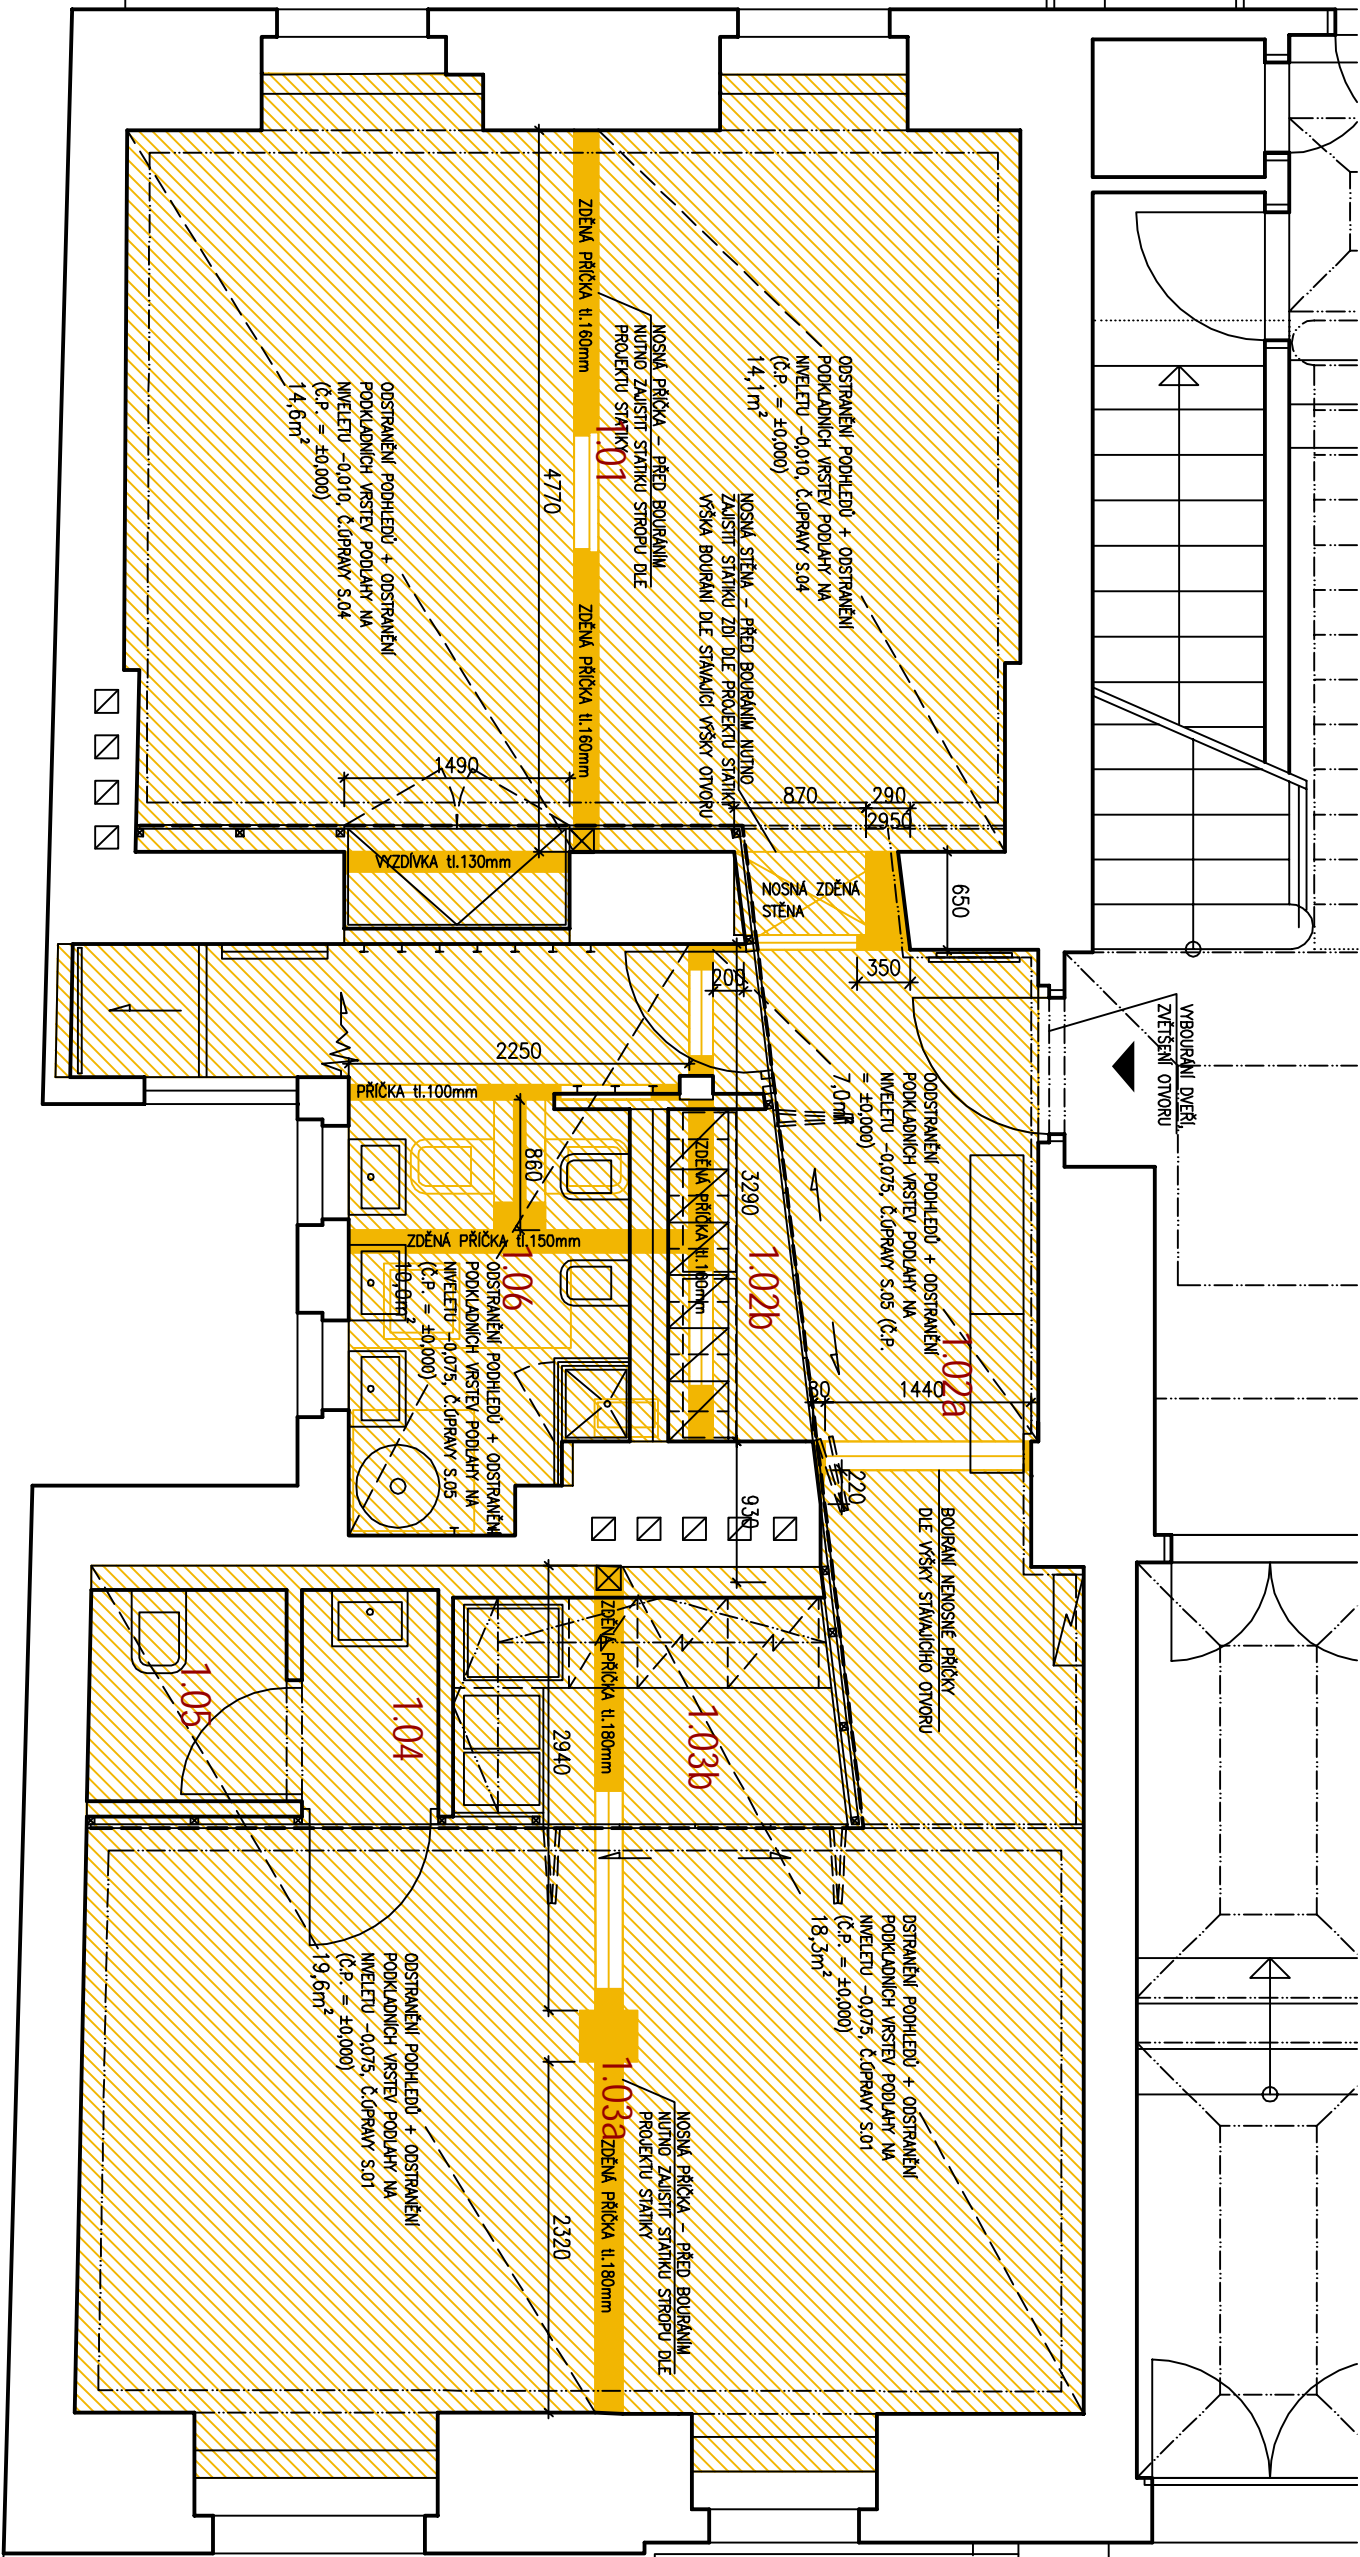 VYBOURÁNÍ DVEŘÍ,
ZVĚTŠENÍ OTVORU
ODSTRANĚNÍ PODHLEDŮ + ODSTRANĚNÍ
PODKLADNÍCH VRSTEV PODLAHY NA
NIVELETU -0,010, Č.ÚPRAVY S.04
(Č.P. = ±0,000)
14,1m²
NOSNÁ STĚNA - PŘED BOURÁNÍM NUTNO
ZAJISTIT STATIKU ZDI DLE PROJEKTU STATIKY
VÝŠKA BOURÁNÍ DLE STÁVAJÍCÍ VÝŠKY OTVORU
NOSNÁ PŘÍČKA - PŘED BOURÁNÍM
NUTNO ZAJISTIT STATIKU STROPU DLE
PROJEKTU STATIKY
1.01
ZDĚNÁ PŘÍČKA tl.160mm
ZDĚNÁ PŘÍČKA tl.160mm
4770
ODSTRANĚNÍ PODHLEDŮ + ODSTRANĚNÍ
PODKLADNÍCH VRSTEV PODLAHY NA
NIVELETU -0,010, Č.ÚPRAVY S.04
(Č.P. = ±0,000)
14,6m²
1490
870
290
2950
VYZDÍVKA tl.130mm
NOSNÁ ZDĚNÁ
STĚNA
650
350
200
2250
PŘÍČKA tl.100mm
860
ZDĚNÁ PŘÍČKA tl.150mm
ZDĚNÁ PŘÍČKA tl.100mm
3290
OODSTRANĚNÍ PODHLEDŮ + ODSTRANĚNÍ
PODKLADNÍCH VRSTEV PODLAHY NA
NIVELETU -0,075, Č.ÚPRAVY S.05 (Č.P.
= ±0,000)
7,0m²
1.02a
1.02b
1.06
ODSTRANĚNÍ PODHLEDŮ + ODSTRANĚNÍ
PODKLADNÍCH VRSTEV PODLAHY NA
NIVELETU -0,075, Č.ÚPRAVY S.05
(Č.P. = ±0,000)
10,0m²
80
1440
220
930
BOURÁNÍ NENOSNÉ PŘÍČKY
DLE VÝŠKY STÁVAJÍCÍHO OTVORU
ZDĚNÁ PŘÍČKA tl.180mm
2940
1.03b
1.04
1.05
DSTRANĚNÍ PODHLEDŮ + ODSTRANĚNÍ
PODKLADNÍCH VRSTEV PODLAHY NA
NIVELETU -0,075, Č.ÚPRAVY S.01
(Č.P. = ±0,000)
18,3m²
ODSTRANĚNÍ PODHLEDŮ + ODSTRANĚNÍ
PODKLADNÍCH VRSTEV PODLAHY NA
NIVELETU -0,075, Č.ÚPRAVY S.01
(Č.P. = ±0,000)
19,6m²
1.03a
NOSNÁ PŘÍČKA - PŘED BOURÁNÍM
NUTNO ZAJISTIT STATIKU STROPU DLE
PROJEKTU STATIKY
ZDĚNÁ PŘÍČKA tl.180mm
2320